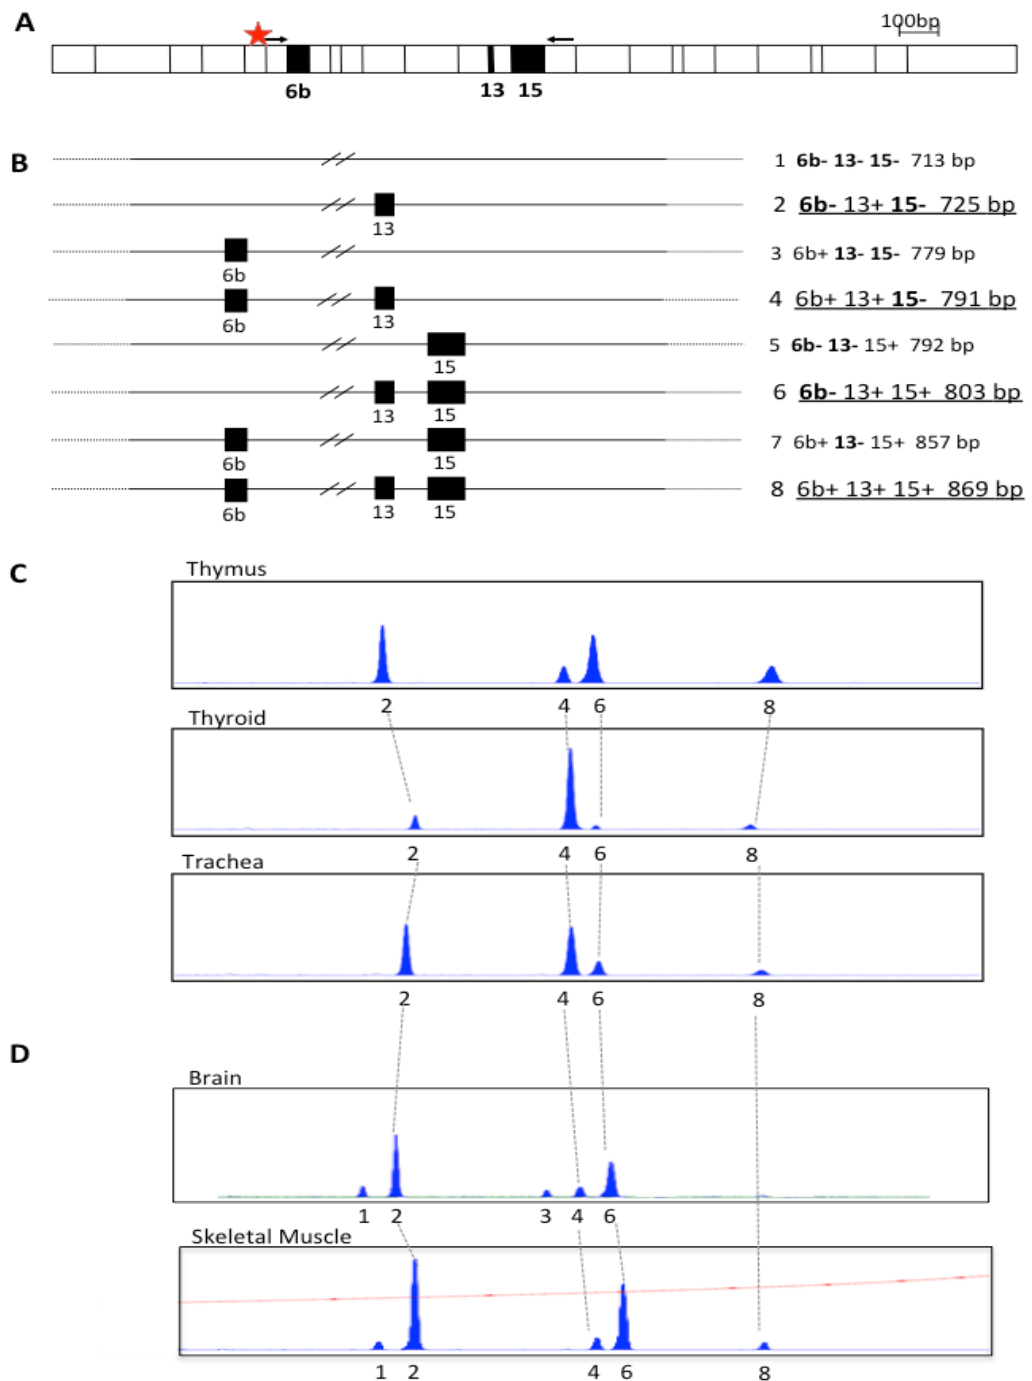 A
100bp
6b 13 15
B
1 6b- 13- 15- 713 bp
2 6b- 13+ 15- 725 bp
13
3 6b+ 13- 15- 779 bp
6b
4 6b+ 13+ 15- 791 bp
6b 13
5 6b- 13- 15+ 792 bp
15
6 6b- 13+ 15+ 803 bp
13 15
7 6b+ 13- 15+ 857 bp
6b 15
8 6b+ 13+ 15+ 869 bp
6b 13 15
C
Thymus
2 4 6 8
Thyroid
2 4 6 8
Trachea
2 4 6 8
D
Brain
1 2 3 4 6
Skeletal Muscle
1 2 4 6 8